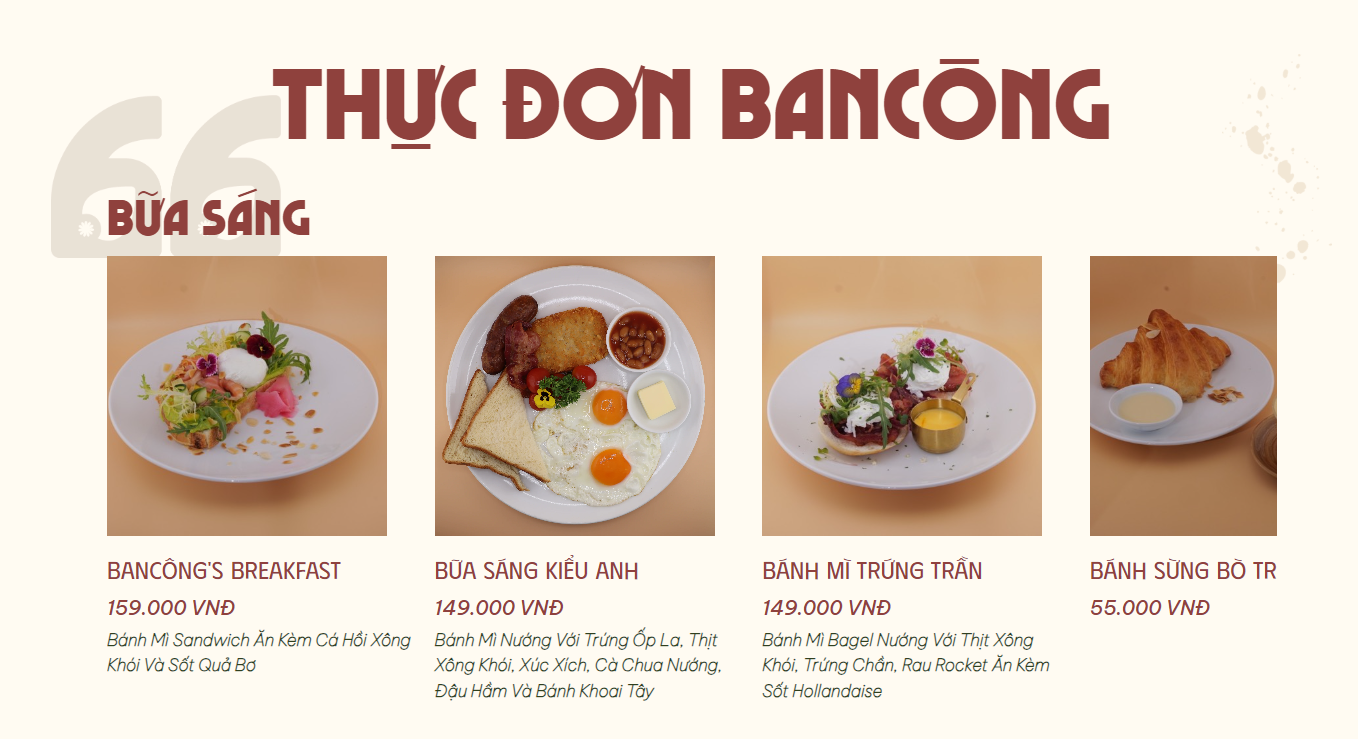 THỰC ĐƠN BANCÔNG
BỮA SÁNG
BANCÔNG'S BREAKFAST
159.000 VNĐ
Bánh Mì Sandwich Ăn Kèm Cá Hồi Xông
Khói Và Sốt Quả Bơ
BỮA SÁNG KIỂU ANH
149.000 VNĐ
Bánh Mì Nướng Với Trứng Ốp La, Thịt
Xông Khói, Xúc Xích, Cà Chua Nướng,
Đậu Hầm Và Bánh Khoai Tây
BÁNH MÌ TRỨNG TRẦN
149.000 VNĐ
Bánh Mì Bagel Nướng Với Thịt Xông
Khói, Trứng Chần, Rau Rocket Ăn Kèm
Sốt Hollandaise
BÁNH SỪNG BÒ TR
55.000 VNĐ